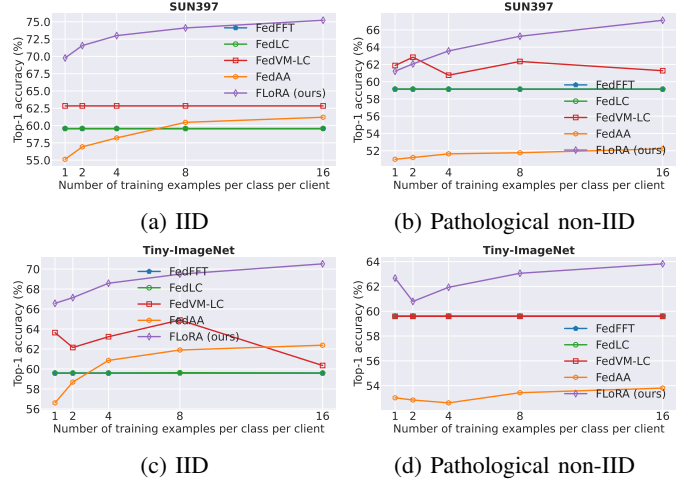 SUN397
Top-1 accuracy (%)
75.0
72.5
70.0
67.5
65.0
62.5
60.0
57.5
55.0
FedFFT
FedLC
FedVM-LC
FedAA
FLoRA (ours)
1 2 4 8 16
Number of training examples per class per client
(a) IID
SUN397
Top-1 accuracy (%)
66
64
62
60
58
56
54
52
FedFFT
FedLC
FedVM-LC
FedAA
FLoRA (ours)
1 2 4 8 16
Number of training examples per class per client
(b) Pathological non-IID
Tiny-ImageNet
Top-1 accuracy (%)
70
68
66
64
62
60
58
56
FedFFT
FedLC
FedVM-LC
FedAA
FLoRA (ours)
1 2 4 8 16
Number of training examples per class per client
(c) IID
Tiny-ImageNet
Top-1 accuracy (%)
64
62
60
58
56
54
FedFFT
FedLC
FedVM-LC
FedAA
FLoRA (ours)
1 2 4 8 16
Number of training examples per class per client
(d) Pathological non-IID